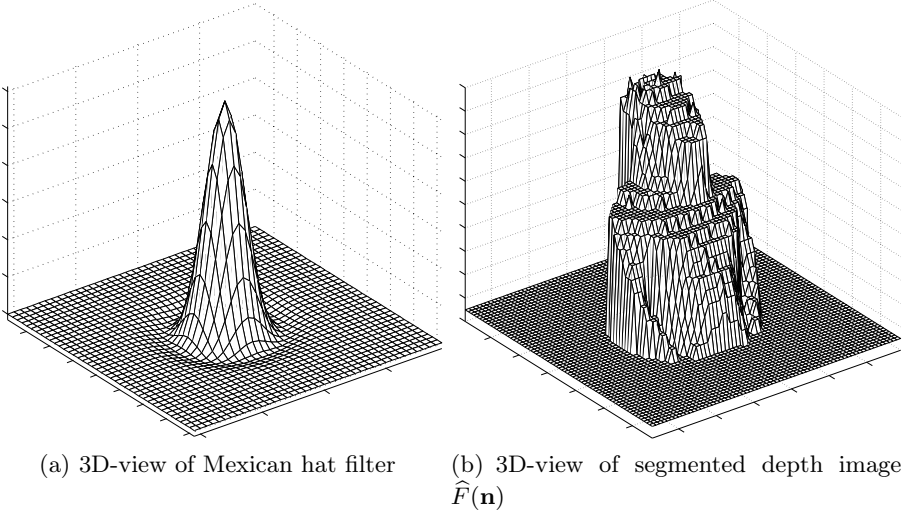 (a) 3D-view of Mexican hat filter
(b) 3D-view of segmented depth image
F̂(n)